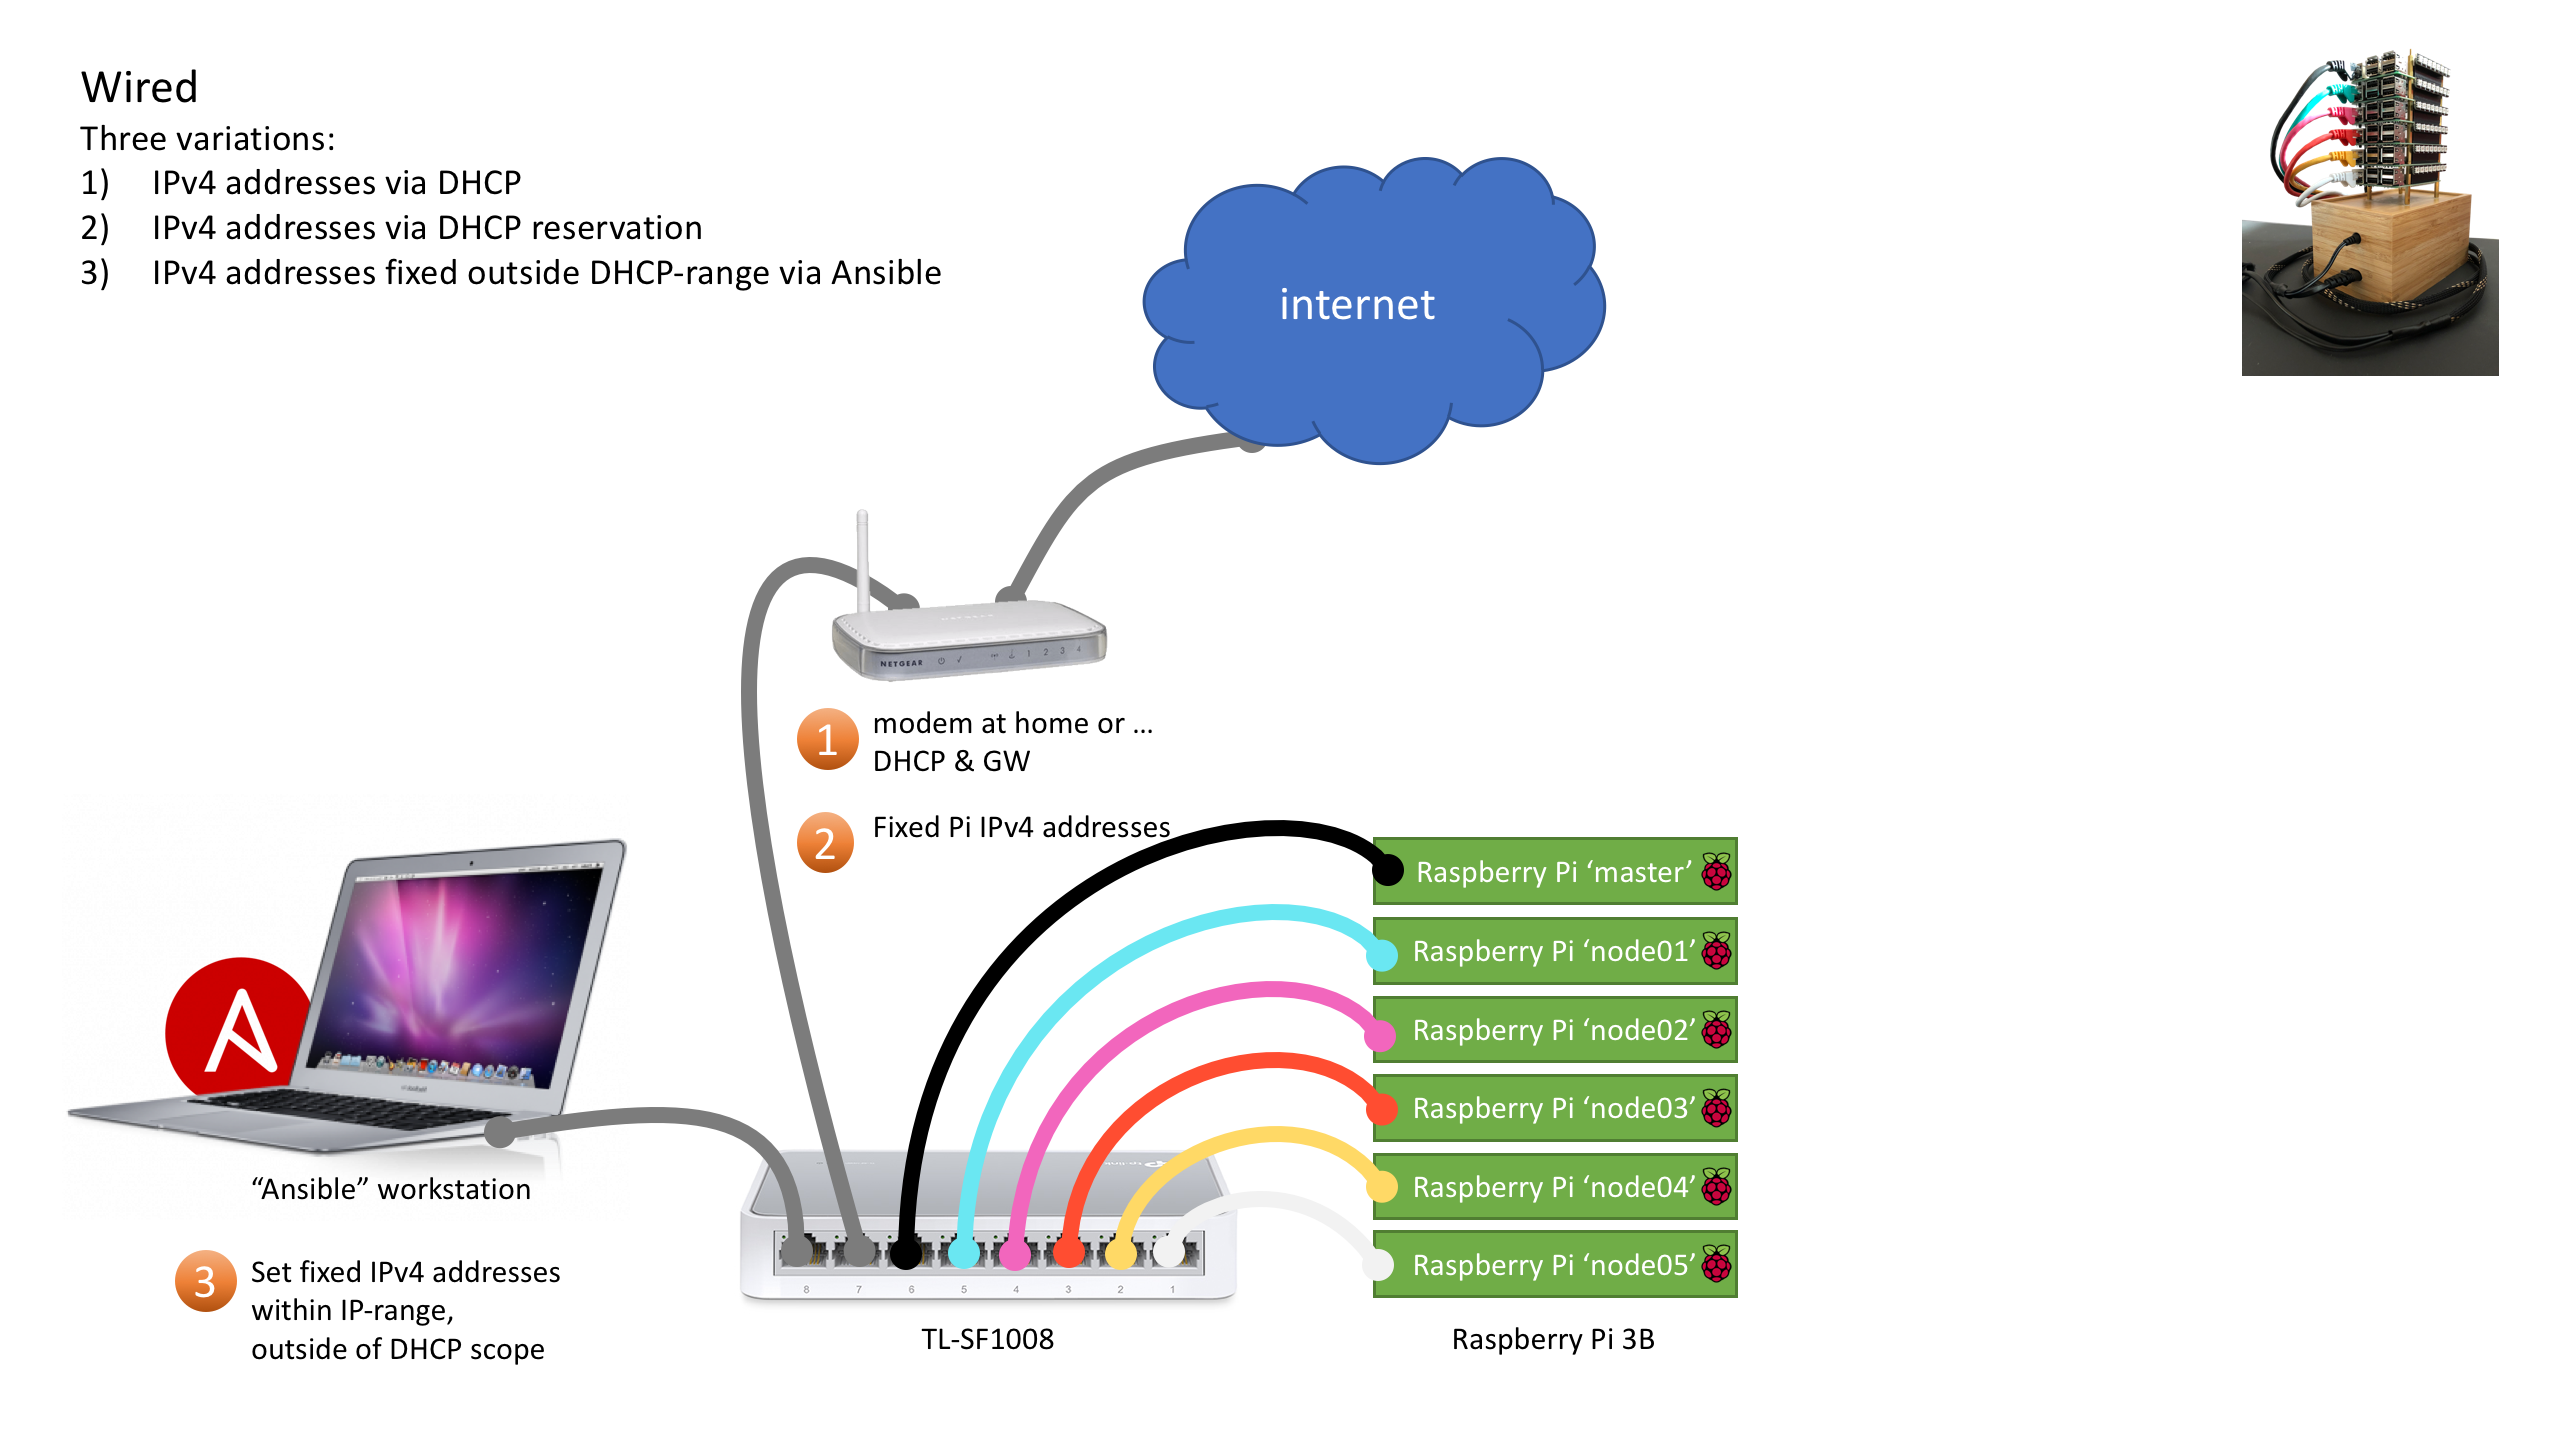 Wired
Three variations:
1) IPv4 addresses via DHCP
2) IPv4 addresses via DHCP reservation
3) IPv4 addresses fixed outside DHCP-range via Ansible
internet
NETGEAR 1 2 3 4
1 modem at home or …
DHCP & GW
2 Fixed Pi IPv4 addresses
Raspberry Pi ‘master’
Raspberry Pi ‘node01’
Raspberry Pi ‘node02’
Raspberry Pi ‘node03’
Raspberry Pi ‘node04’
Raspberry Pi ‘node05’
“Ansible” workstation
3 Set fixed IPv4 addresses
within IP-range,
outside of DHCP scope
8 7 6 5 4 3 2 1
TL-SF1008
Raspberry Pi 3B